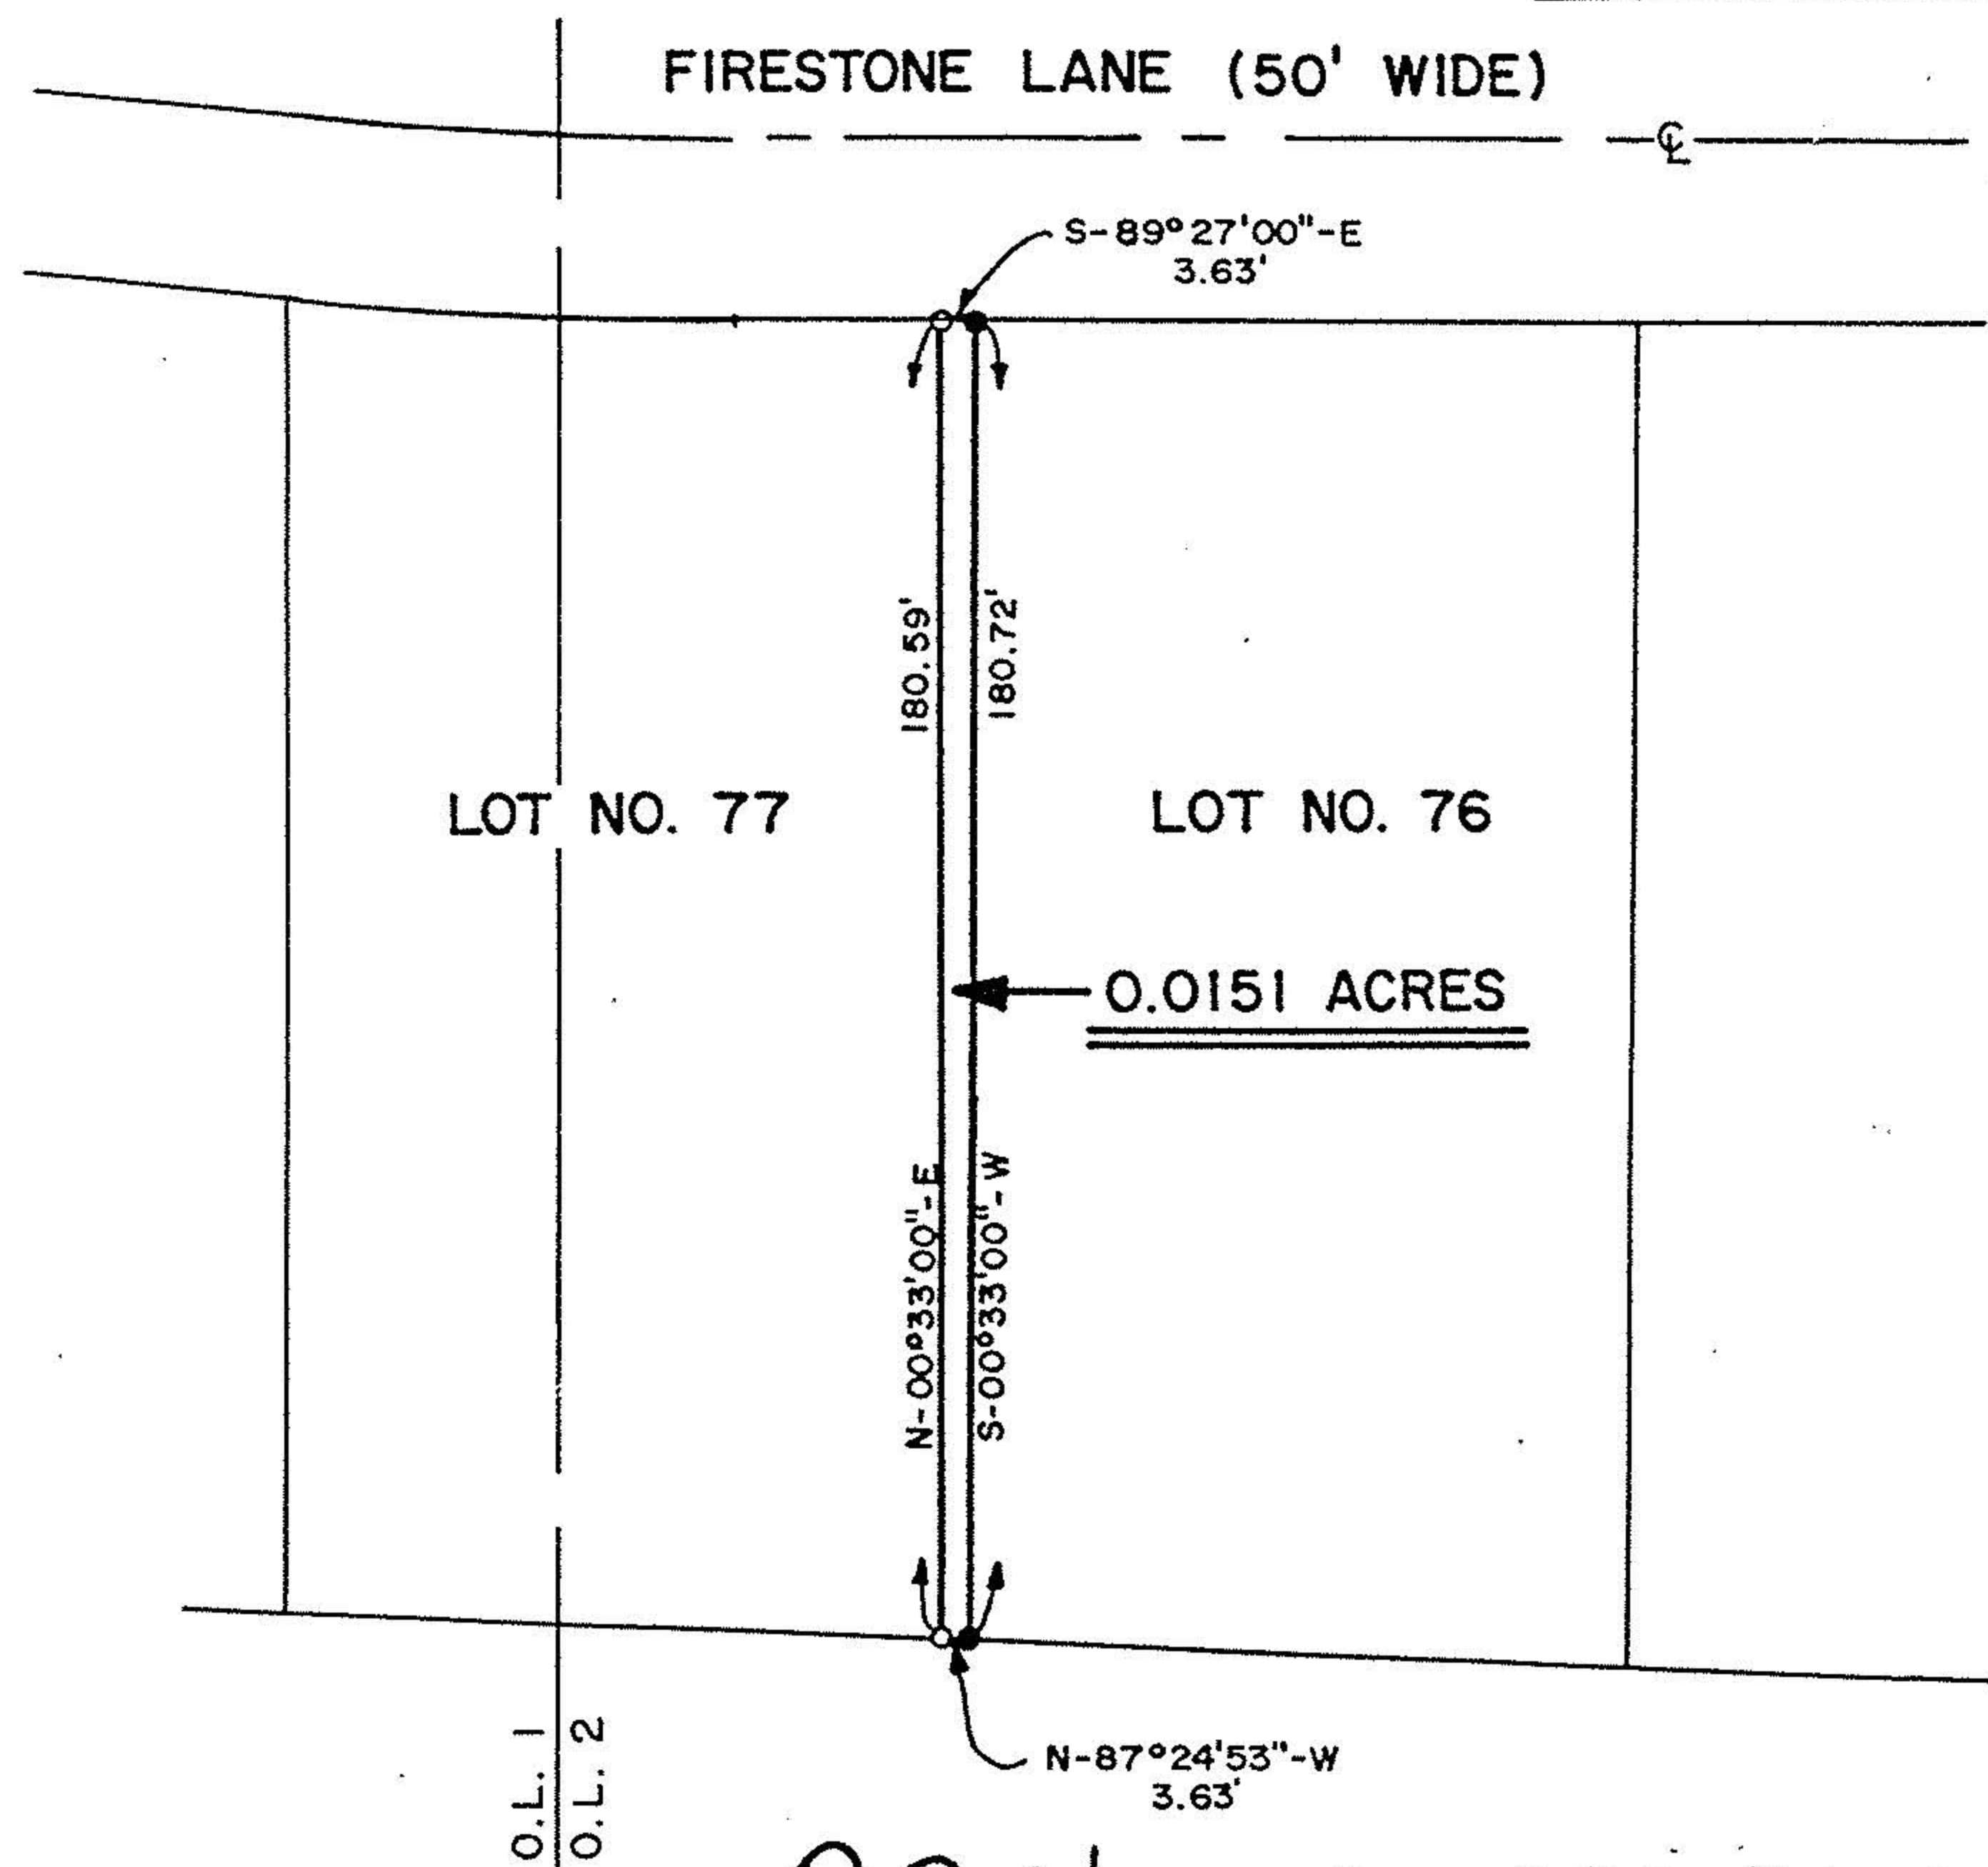 FIRESTONE LANE (50' WIDE)
℄
S-89°27'00"-E
3.63'
180.59'
180.72'
LOT NO. 77
LOT NO. 76
0.0151 ACRES
N-00°33'00"-E
S-00°33'00"-W
N-87°24'53"-W
3.63'
O.L. 1
O.L. 2